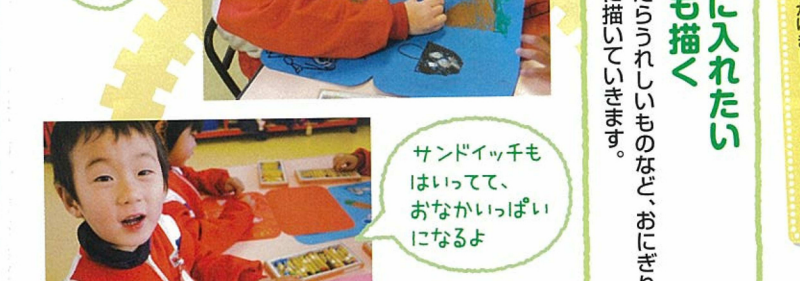 に入れたい
も描く
たらうれしいものなど、おにぎり
に描いていきます。
サンドイッチも
はいってて、
おなかいっぱい
になるよ